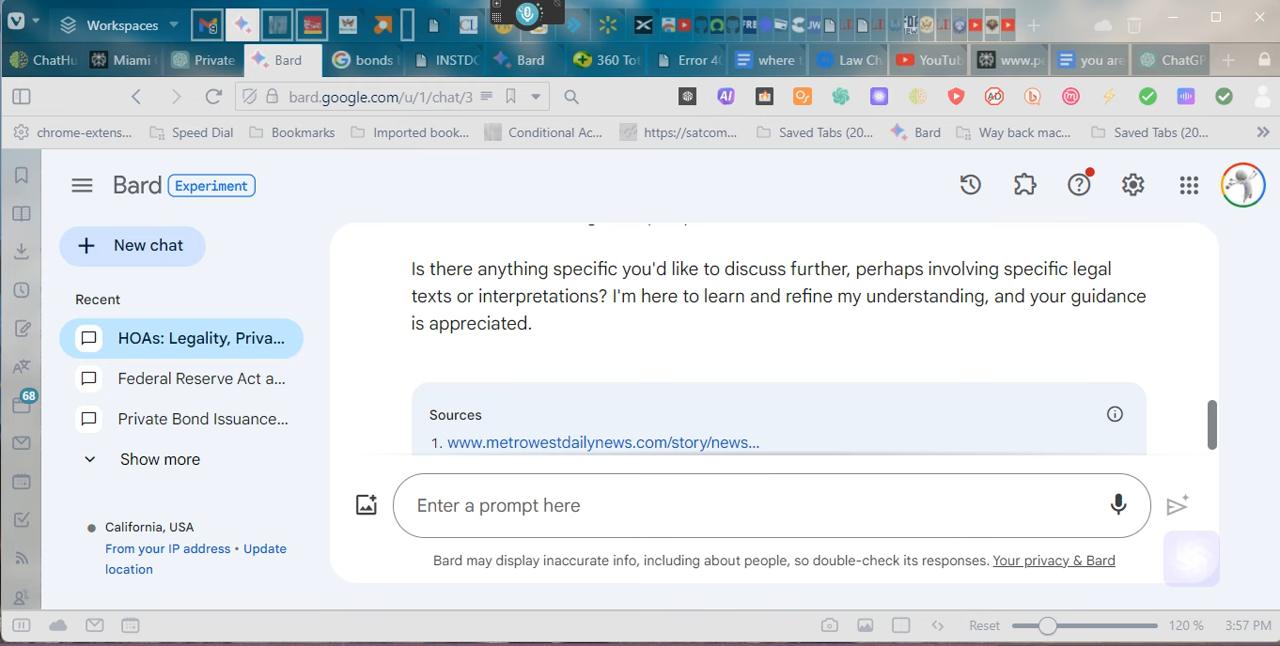 Workspaces
ChatHu
Miami
Private
Bard
bonds
INSTDC
Bard
360 Tot
Error 40
where t
Law Ch
YouTub
www.p
you are
ChatGP
bard.google.com/u/1/chat/3
chrome-extens...
Speed Dial
Bookmarks
Imported book...
Conditional Ac...
https://satcom...
Saved Tabs (20...
Bard
Way back mac...
Saved Tabs (20...
Bard
Experiment
New chat
Recent
HOAs: Legality, Priva...
Federal Reserve Act a...
Private Bond Issuance...
Show more
California, USA
From your IP address • Update
location
68
Is there anything specific you'd like to discuss further, perhaps involving specific legal
texts or interpretations? I'm here to learn and refine my understanding, and your guidance
is appreciated.
Sources
1. www.metrowestdailynews.com/story/news...
Enter a prompt here
Bard may display inaccurate info, including about people, so double-check its responses. Your privacy & Bard
Reset
120 %
3:57 PM